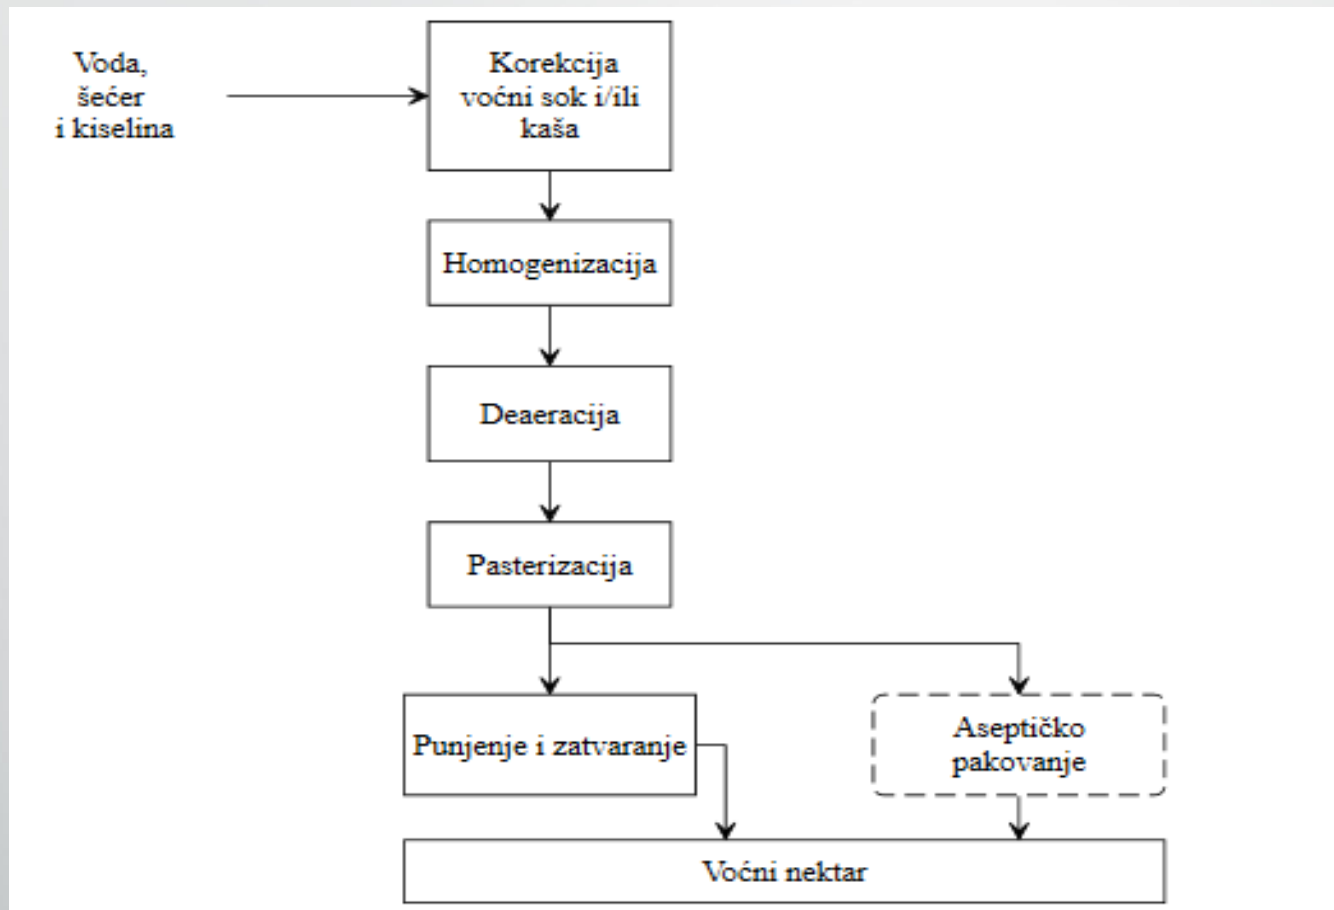 Voda,
šećer
i kiselina
Korekcija
voćni sok i/ili
kaša
Homogenizacija
Deaeracija
Pasterizacija
Punjenje i zatvaranje
Aseptičko
pakovanje
Voćni nektar